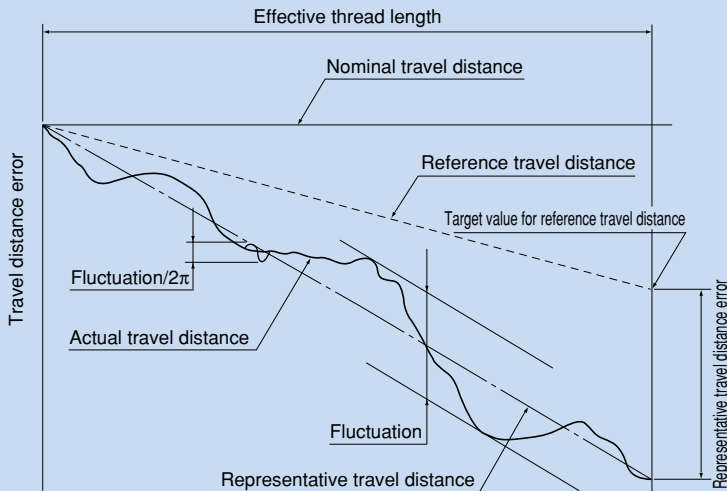 Effective thread length
Nominal travel distance
Reference travel distance
Target value for reference travel distance
Travel distance error
Fluctuation/2π
Actual travel distance
Fluctuation
Representative travel distance
Representative travel distance error